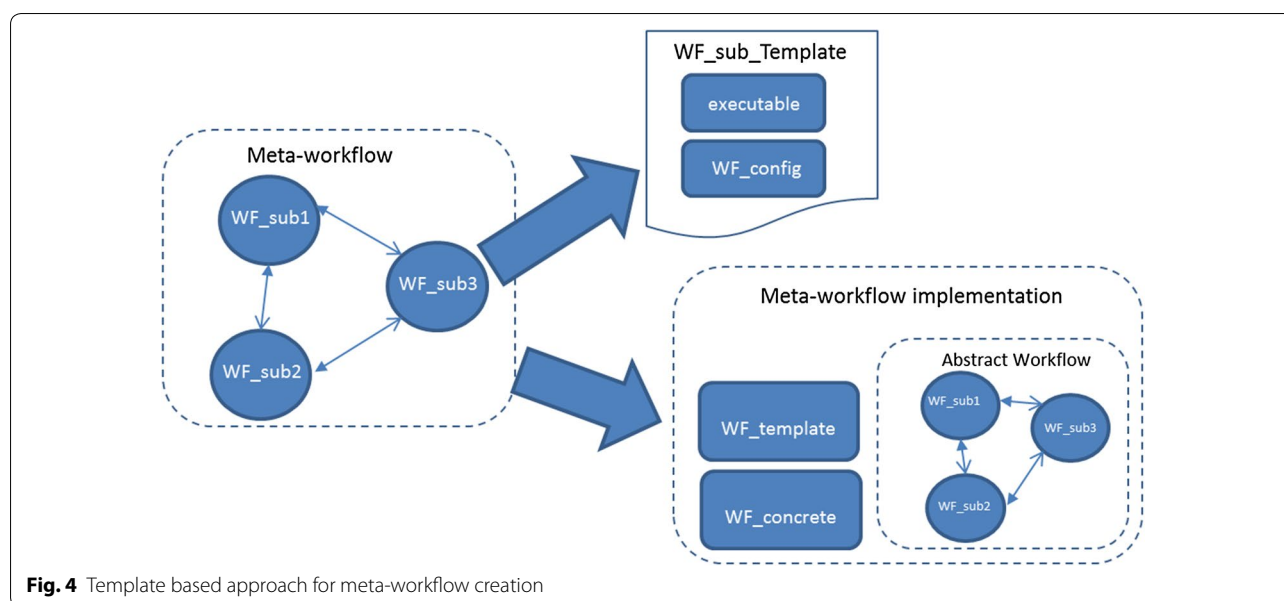 Meta-workflow
WF_sub1
WF_sub2
WF_sub3
WF_sub_Template
executable
WF_config
Meta-workflow implementation
WF_template
WF_concrete
Abstract Workflow
WF_sub1
WF_sub2
WF_sub3
Fig. 4 Template based approach for meta-workflow creation